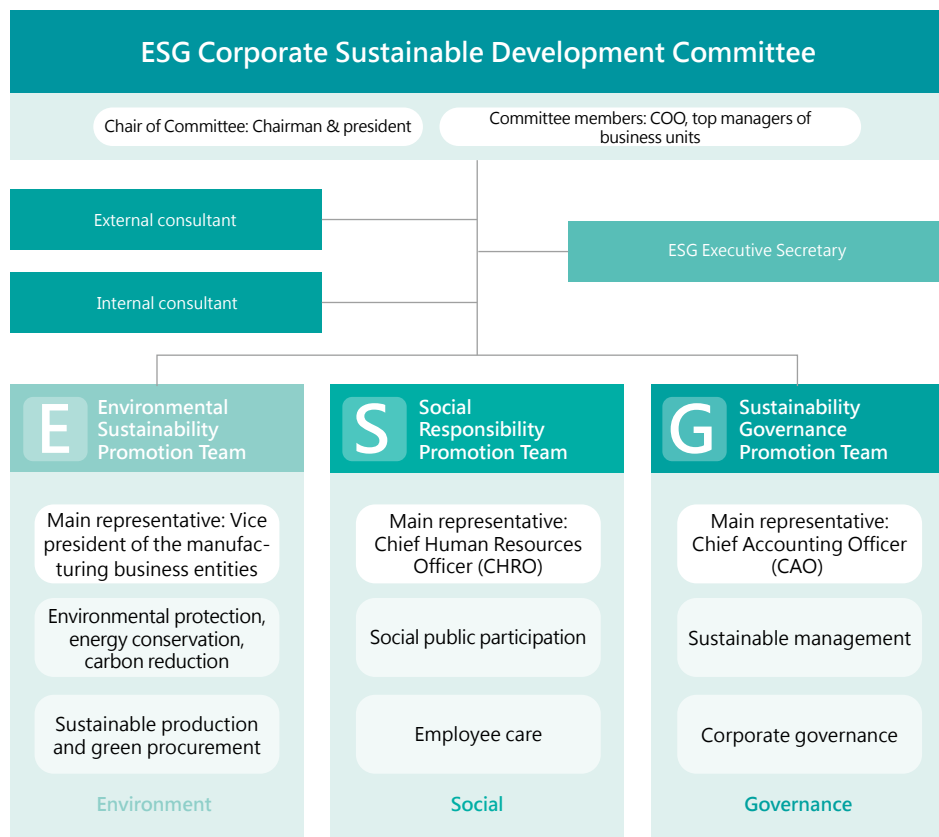 ESG Corporate Sustainable Development Committee
Chair of Committee: Chairman & president
Committee members: COO, top managers of
business units
External consultant
ESG Executive Secretary
Internal consultant
E
Environmental
Sustainability
Promotion Team
Main representative: Vice
president of the manufac-
turing business entities
Environmental protection,
energy conservation,
carbon reduction
Sustainable production
and green procurement
Environment
S
Social
Responsibility
Promotion Team
Main representative:
Chief Human Resources
Officer (CHRO)
Social public participation
Employee care
Social
G
Sustainability
Governance
Promotion Team
Main representative:
Chief Accounting Officer
(CAO)
Sustainable management
Corporate governance
Governance